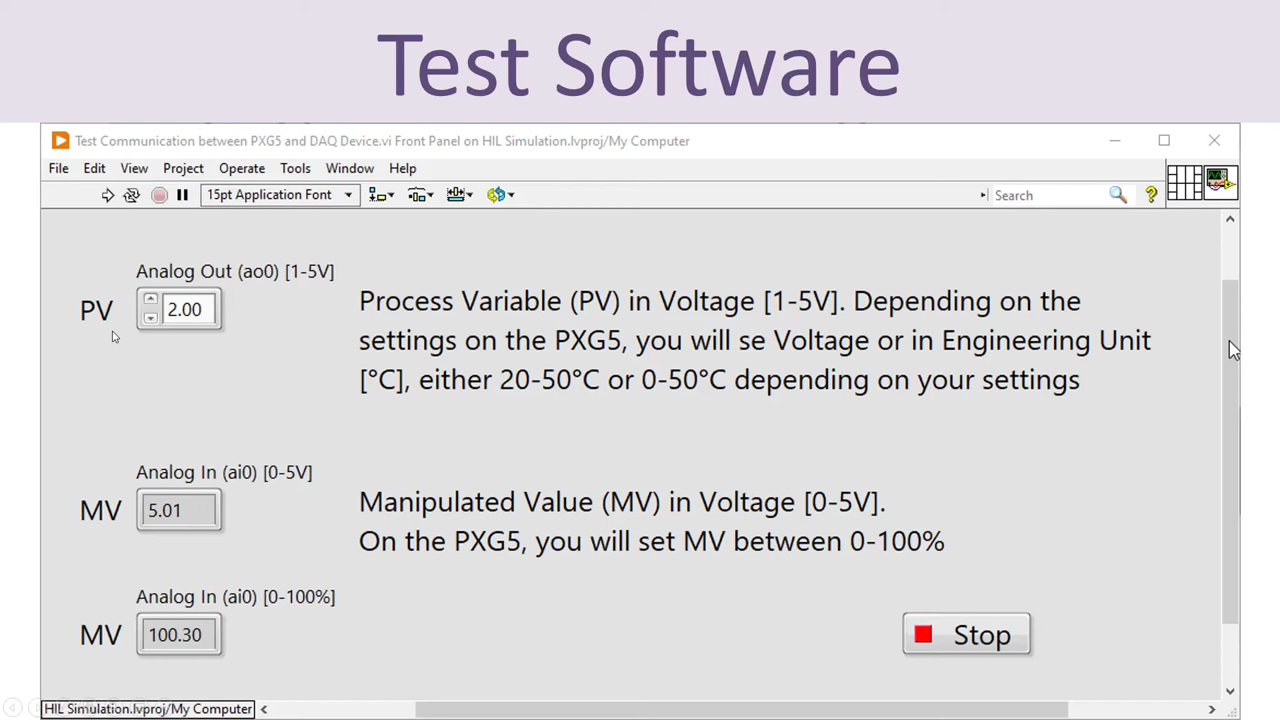 Test Software
Test Communication between PXG5 and DAQ Device.vi Front Panel on HIL Simulation.lvproj/My Computer
File Edit View Project Operate Tools Window Help
15pt Application Font
Search
?
Analog Out (ao0) [1-5V]
PV
2.00
Process Variable (PV) in Voltage [1-5V]. Depending on the
settings on the PXG5, you will se Voltage or in Engineering Unit
[°C], either 20-50°C or 0-50°C depending on your settings
Analog In (ai0) [0-5V]
MV
5.01
Manipulated Value (MV) in Voltage [0-5V].
On the PXG5, you will set MV between 0-100%
Analog In (ai0) [0-100%]
MV
100.30
Stop
HIL Simulation.lvproj/My Computer